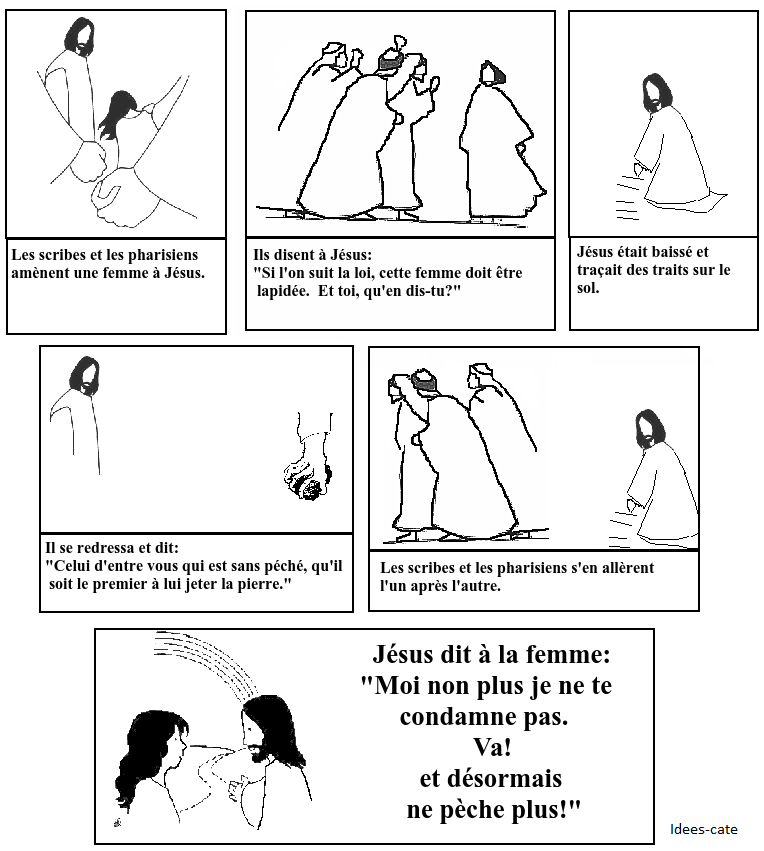 Les scribes et les pharisiens
amènent une femme à Jésus.
Ils disent à Jésus:
"Si l'on suit la loi, cette femme doit être
lapidée. Et toi, qu'en dis-tu?"
Jésus était baissé et
traçait des traits sur le
sol.
Il se redressa et dit:
"Celui d'entre vous qui est sans péché, qu'il
soit le premier à lui jeter la pierre."
Les scribes et les pharisiens s'en allèrent
l'un après l'autre.
Jésus dit à la femme:
"Moi non plus je ne te
condamne pas.
Va!
et désormais
ne pèche plus!"
Idees-cate